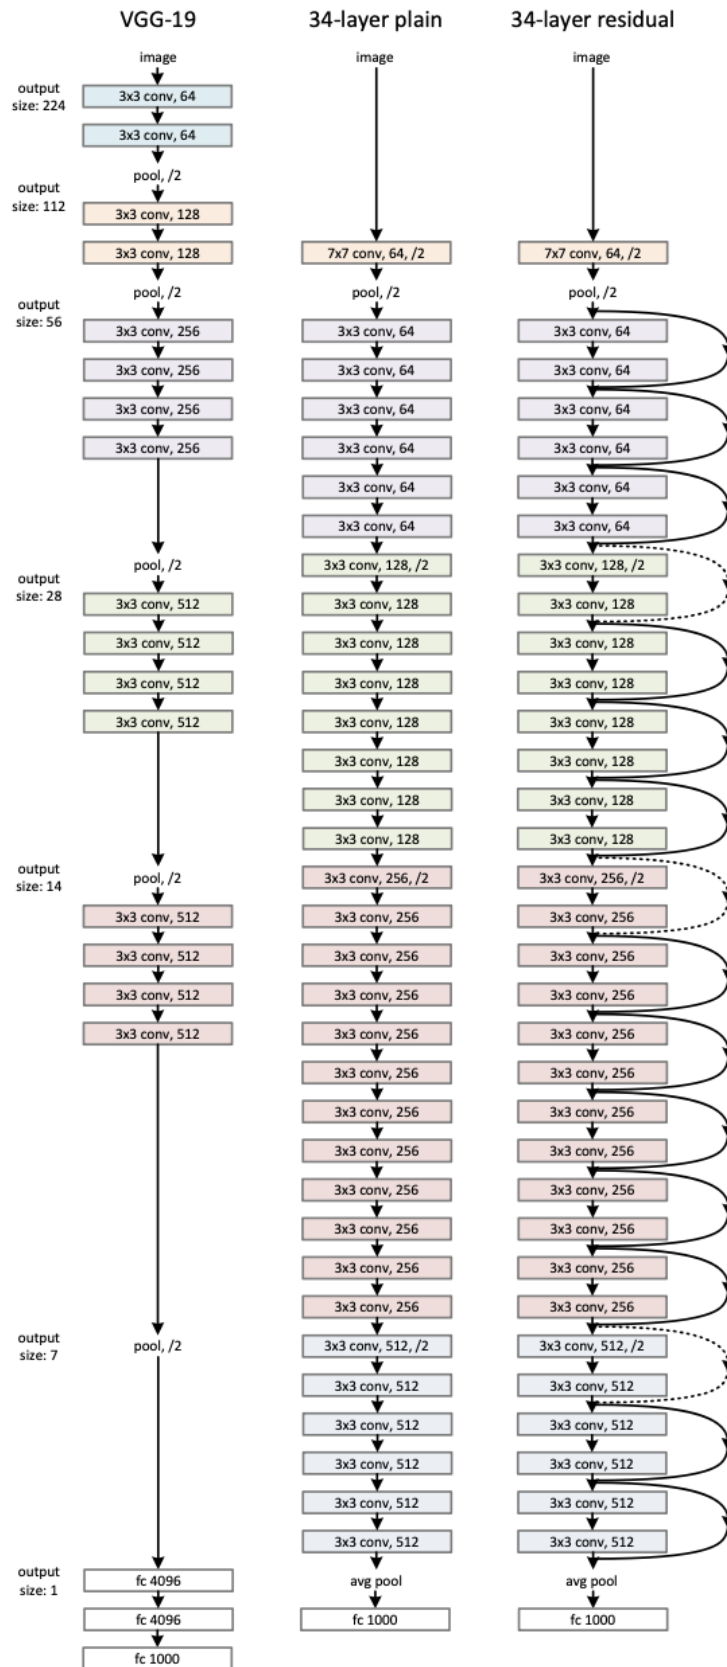 output
size: 224
output
size: 112
output
size: 56
output
size: 28
output
size: 14
output
size: 7
output
size: 1
VGG-19
image
3x3 conv, 64
3x3 conv, 64
pool, /2
3x3 conv, 128
3x3 conv, 128
pool, /2
3x3 conv, 256
3x3 conv, 256
3x3 conv, 256
3x3 conv, 256
pool, /2
3x3 conv, 512
3x3 conv, 512
3x3 conv, 512
3x3 conv, 512
pool, /2
3x3 conv, 512
3x3 conv, 512
3x3 conv, 512
3x3 conv, 512
pool, /2
fc 4096
fc 4096
fc 1000
34-layer plain
image
7x7 conv, 64, /2
pool, /2
3x3 conv, 64
3x3 conv, 64
3x3 conv, 64
3x3 conv, 64
3x3 conv, 64
3x3 conv, 64
3x3 conv, 128, /2
3x3 conv, 128
3x3 conv, 128
3x3 conv, 128
3x3 conv, 128
3x3 conv, 128
3x3 conv, 128
3x3 conv, 128
3x3 conv, 256, /2
3x3 conv, 256
3x3 conv, 256
3x3 conv, 256
3x3 conv, 256
3x3 conv, 256
3x3 conv, 256
3x3 conv, 256
3x3 conv, 256
3x3 conv, 256
3x3 conv, 256
3x3 conv, 256
3x3 conv, 512, /2
3x3 conv, 512
3x3 conv, 512
3x3 conv, 512
3x3 conv, 512
3x3 conv, 512
avg pool
fc 1000
34-layer residual
image
7x7 conv, 64, /2
pool, /2
3x3 conv, 64
3x3 conv, 64
3x3 conv, 64
3x3 conv, 64
3x3 conv, 64
3x3 conv, 64
3x3 conv, 128, /2
3x3 conv, 128
3x3 conv, 128
3x3 conv, 128
3x3 conv, 128
3x3 conv, 128
3x3 conv, 128
3x3 conv, 128
3x3 conv, 256, /2
3x3 conv, 256
3x3 conv, 256
3x3 conv, 256
3x3 conv, 256
3x3 conv, 256
3x3 conv, 256
3x3 conv, 256
3x3 conv, 256
3x3 conv, 256
3x3 conv, 256
3x3 conv, 256
3x3 conv, 512, /2
3x3 conv, 512
3x3 conv, 512
3x3 conv, 512
3x3 conv, 512
3x3 conv, 512
avg pool
fc 1000